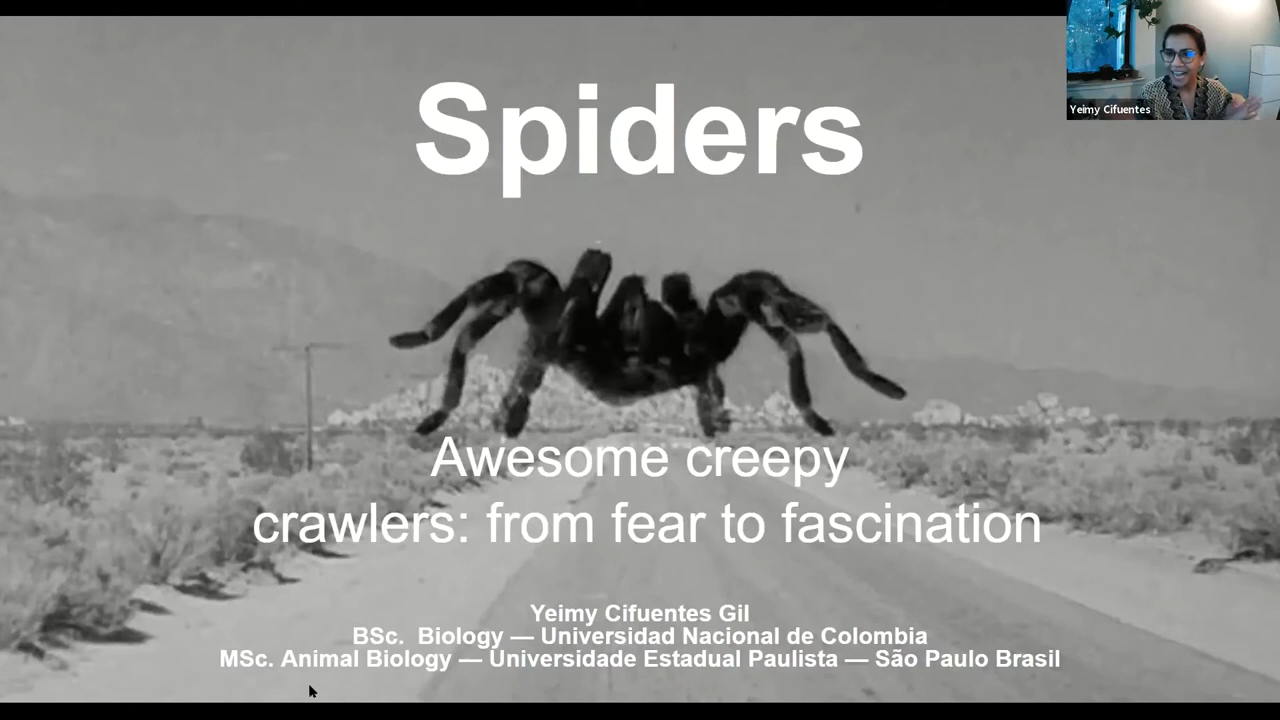 Spiders
Yeimy Cifuentes
Awesome creepy
crawlers: from fear to fascination
Yeimy Cifuentes Gil
BSc.  Biology — Universidad Nacional de Colombia
MSc. Animal Biology — Universidade Estadual Paulista — São Paulo Brasil